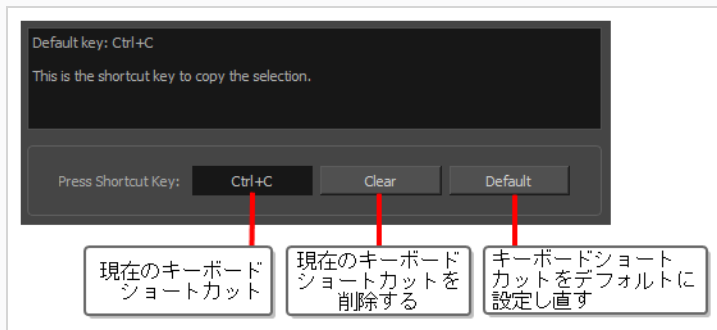 Default key: Ctrl+C
This is the shortcut key to copy the selection.
Press Shortcut Key: Ctrl+C Clear Default
現在のキーボード
ショートカット
現在のキーボード
ショートカットを
削除する
キーボードショート
カットをデフォルトに
設定し直す